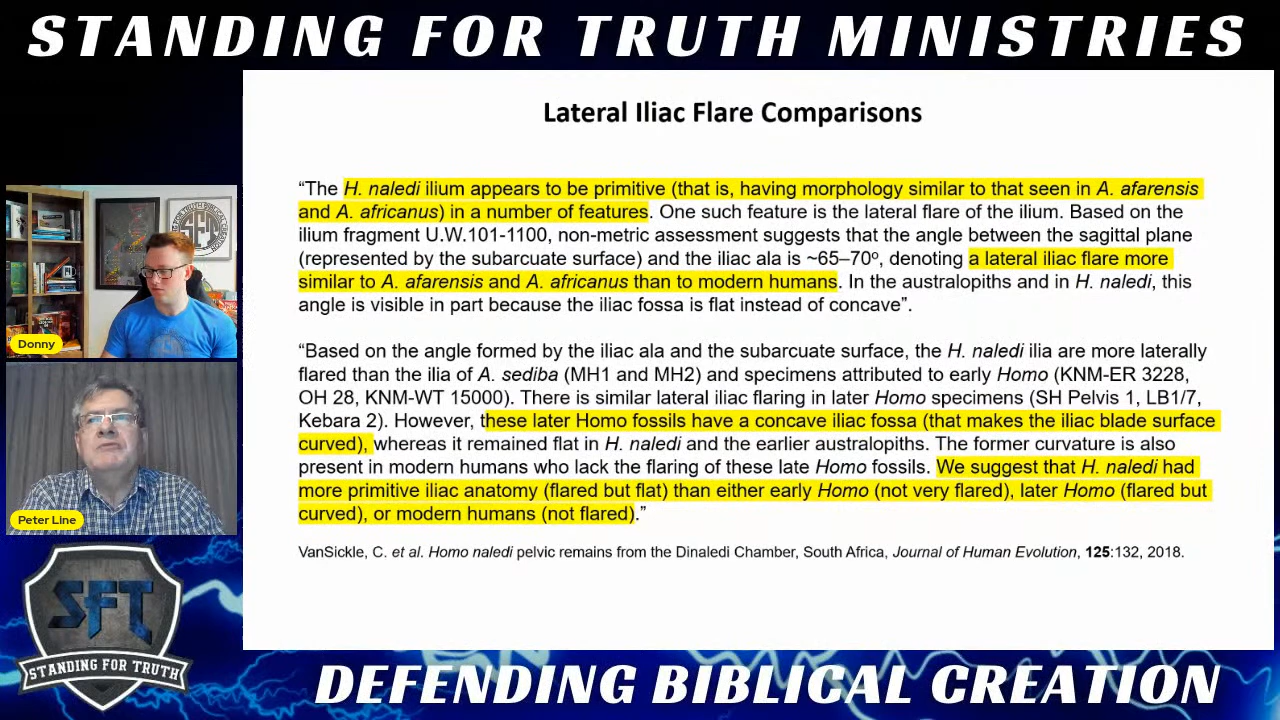 STANDING FOR TRUTH MINISTRIES
Lateral Iliac Flare Comparisons
“The H. naledi ilium appears to be primitive (that is, having morphology similar to that seen in A. afarensis
and A. africanus) in a number of features. One such feature is the lateral flare of the ilium. Based on the
ilium fragment U.W.101-1100, non-metric assessment suggests that the angle between the sagittal plane
(represented by the subarcuate surface) and the iliac ala is ~65–70º, denoting a lateral iliac flare more
similar to A. afarensis and A. africanus than to modern humans. In the australopiths and in H. naledi, this
angle is visible in part because the iliac fossa is flat instead of concave”.
“Based on the angle formed by the iliac ala and the subarcuate surface, the H. naledi ilia are more laterally
flared than the ilia of A. sediba (MH1 and MH2) and specimens attributed to early Homo (KNM-ER 3228,
OH 28, KNM-WT 15000). There is similar lateral iliac flaring in later Homo specimens (SH Pelvis 1, LB1/7,
Kebara 2). However, these later Homo fossils have a concave iliac fossa (that makes the iliac blade surface
curved), whereas it remained flat in H. naledi and the earlier australopiths. The former curvature is also
present in modern humans who lack the flaring of these late Homo fossils. We suggest that H. naledi had
more primitive iliac anatomy (flared but flat) than either early Homo (not very flared), later Homo (flared but
curved), or modern humans (not flared).”
VanSickle, C. et al. Homo naledi pelvic remains from the Dinaledi Chamber, South Africa, Journal of Human Evolution, 125:132, 2018.
Donny
Peter Line
SFT
STANDING FOR TRUTH
DEFENDING BIBLICAL CREATION